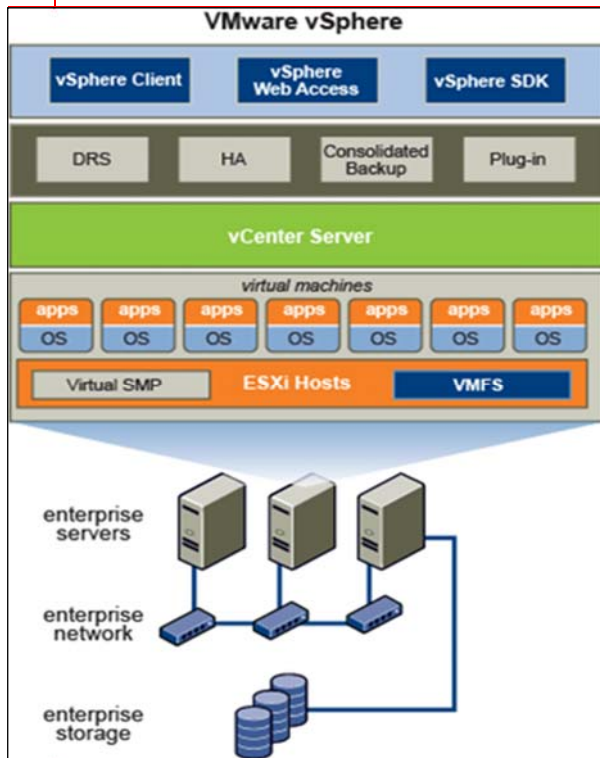 VMware vSphere
vSphere Client
vSphere
Web Access
vSphere SDK
DRS
HA
Consolidated
Backup
Plug-in
vCenter Server
virtual machines
apps apps apps apps apps apps apps
OS OS OS OS OS OS OS
Virtual SMP
ESXi Hosts
VMFS
enterprise
servers
enterprise
network
enterprise
storage